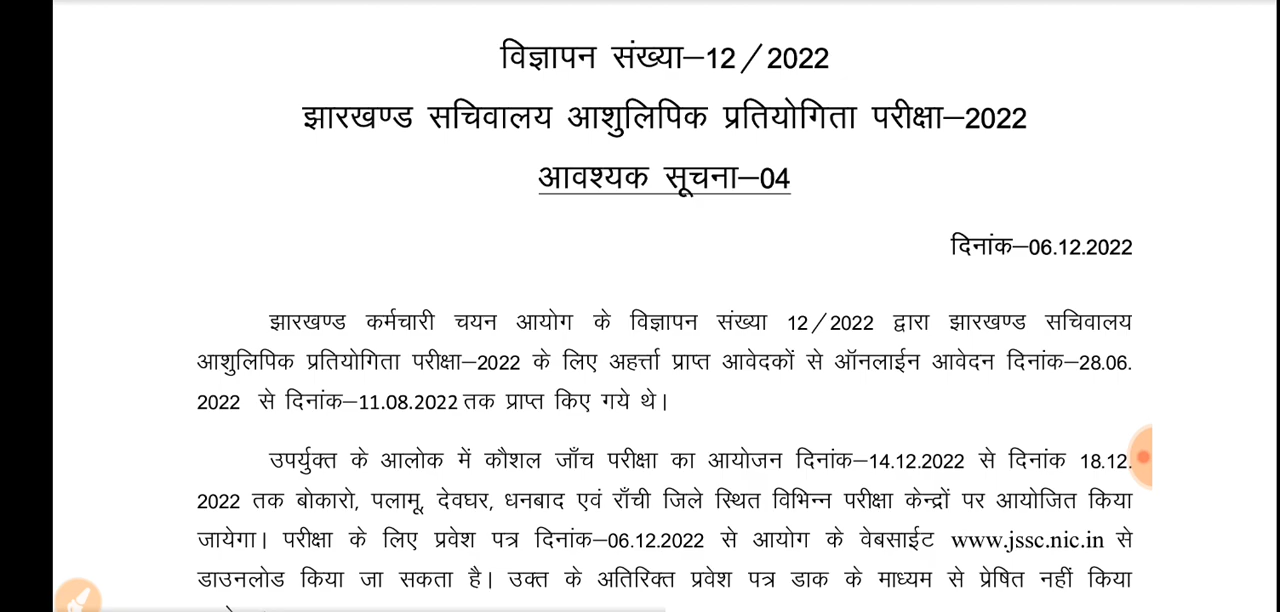 विज्ञापन संख्या–12/2022
झारखण्ड सचिवालय आशुलिपिक प्रतियोगिता परीक्षा–2022
आवश्यक सूचना–04
दिनांक–06.12.2022
झारखण्ड कर्मचारी चयन आयोग के विज्ञापन संख्या 12/2022 द्वारा झारखण्ड सचिवालय
आशुलिपिक प्रतियोगिता परीक्षा–2022 के लिए अहर्त्ता प्राप्त आवेदकों से ऑनलाईन आवेदन दिनांक–28.06.
2022 से दिनांक–11.08.2022 तक प्राप्त किए गये थे।
उपर्युक्त के आलोक में कौशल जाँच परीक्षा का आयोजन दिनांक–14.12.2022 से दिनांक 18.12.
2022 तक बोकारो, पलामू, देवघर, धनबाद एवं राँची जिले स्थित विभिन्न परीक्षा केन्द्रों पर आयोजित किया
जायेगा। परीक्षा के लिए प्रवेश पत्र दिनांक–06.12.2022 से आयोग के वेबसाईट www.jssc.nic.in से
डाउनलोड किया जा सकता है। उक्त के अतिरिक्त प्रवेश पत्र डाक के माध्यम से प्रेषित नहीं किया